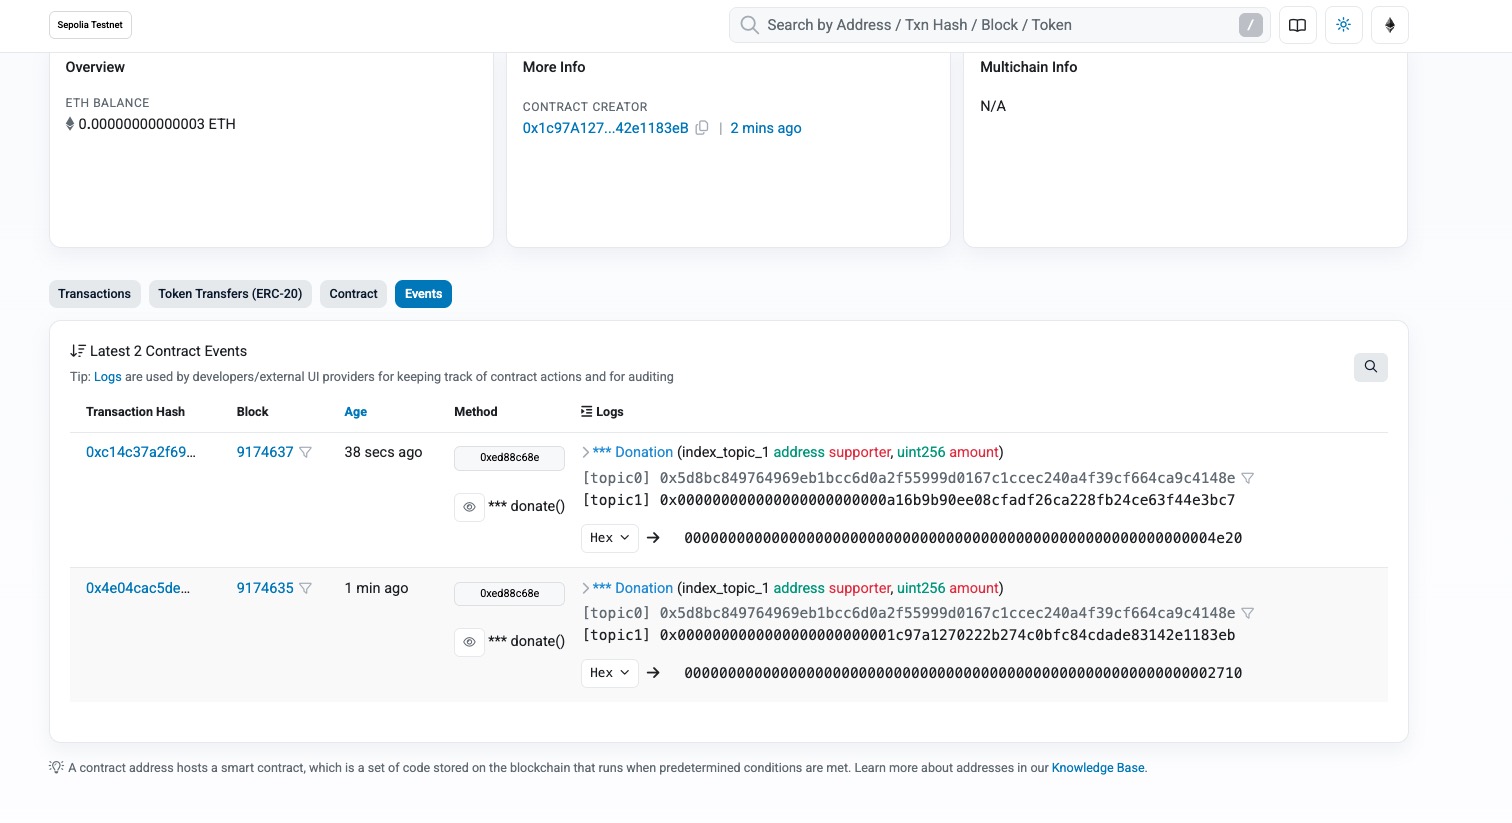 Sepolia Testnet
Search by Address / Txn Hash / Block / Token /
Overview
ETH BALANCE
0.00000000000003 ETH
More Info
CONTRACT CREATOR
0x1c97A127...42e1183eB | 2 mins ago
Multichain Info
N/A
Transactions Token Transfers (ERC-20) Contract Events
Latest 2 Contract Events
Tip: Logs are used by developers/external UI providers for keeping track of contract actions and for auditing
Transaction Hash Block Age Method Logs
0xc14c37a2f69... 9174637 38 secs ago 0xed88c68e *** Donation (index_topic_1 address supporter, uint256 amount)
[topic0] 0x5d8bc849764969eb1bcc6d0a2f55999d0167c1ccec240a4f39cf664ca9c4148e
*** donate() [topic1] 0x000000000000000000000000a16b9b90ee08cfadf26ca228fb24ce63f44e3bc7
Hex → 0000000000000000000000000000000000000000000000000000000000004e20
0x4e04cac5de... 9174635 1 min ago 0xed88c68e *** Donation (index_topic_1 address supporter, uint256 amount)
[topic0] 0x5d8bc849764969eb1bcc6d0a2f55999d0167c1ccec240a4f39cf664ca9c4148e
*** donate() [topic1] 0x0000000000000000000000001c97a1270222b274c0bfc84cdade83142e1183eb
Hex → 0000000000000000000000000000000000000000000000000000000000002710
A contract address hosts a smart contract, which is a set of code stored on the blockchain that runs when predetermined conditions are met. Learn more about addresses in our Knowledge Base.